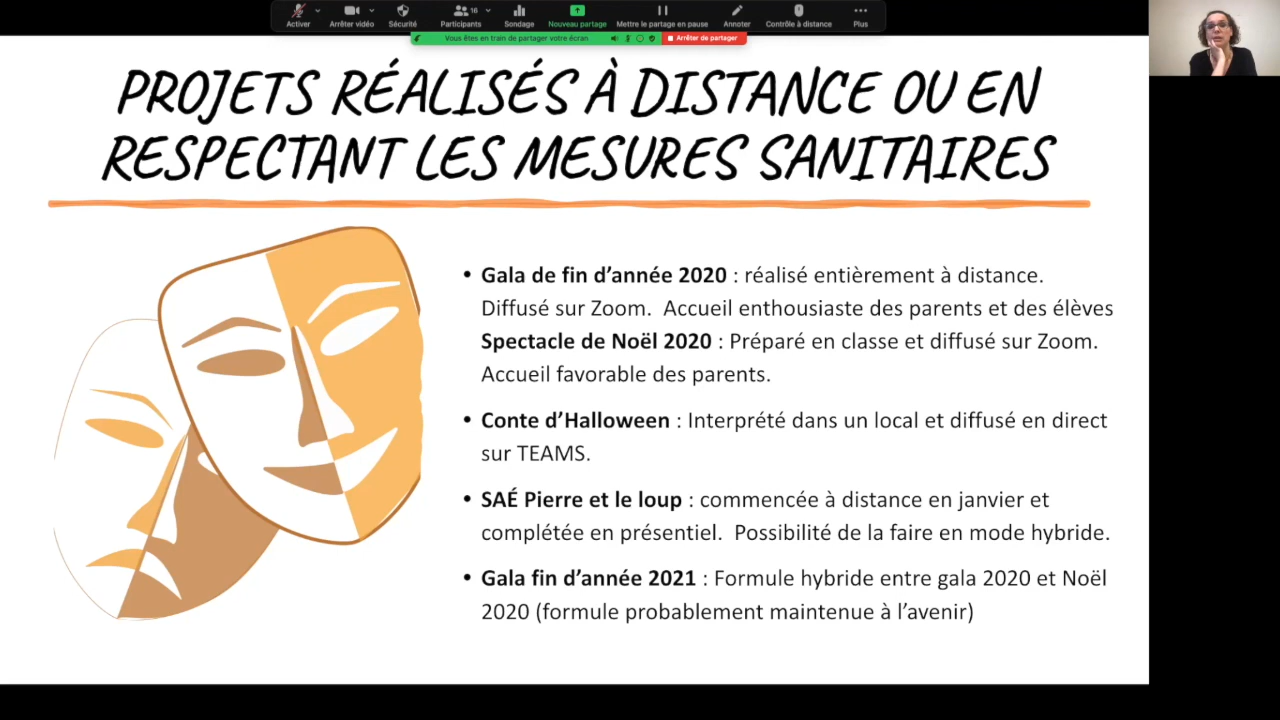 Activer
Arrêter vidéo
Sécurité
Participants
16
Sondage
Nouveau partage
Mettre le partage en pause
Annoter
Contrôle à distance
Plus
Vous êtes en train de partager votre écran
Arrêter de partager
PROJETS RÉALISÉS À DISTANCE OU EN
RESPECTANT LES MESURES SANITAIRES
• Gala de fin d’année 2020 : réalisé entièrement à distance.
Diffusé sur Zoom. Accueil enthousiaste des parents et des élèves
Spectacle de Noël 2020 : Préparé en classe et diffusé sur Zoom.
Accueil favorable des parents.
• Conte d’Halloween : Interprété dans un local et diffusé en direct
sur TEAMS.
• SAÉ Pierre et le loup : commencée à distance en janvier et
complétée en présentiel. Possibilité de la faire en mode hybride.
• Gala fin d’année 2021 : Formule hybride entre gala 2020 et Noël
2020 (formule probablement maintenue à l’avenir)